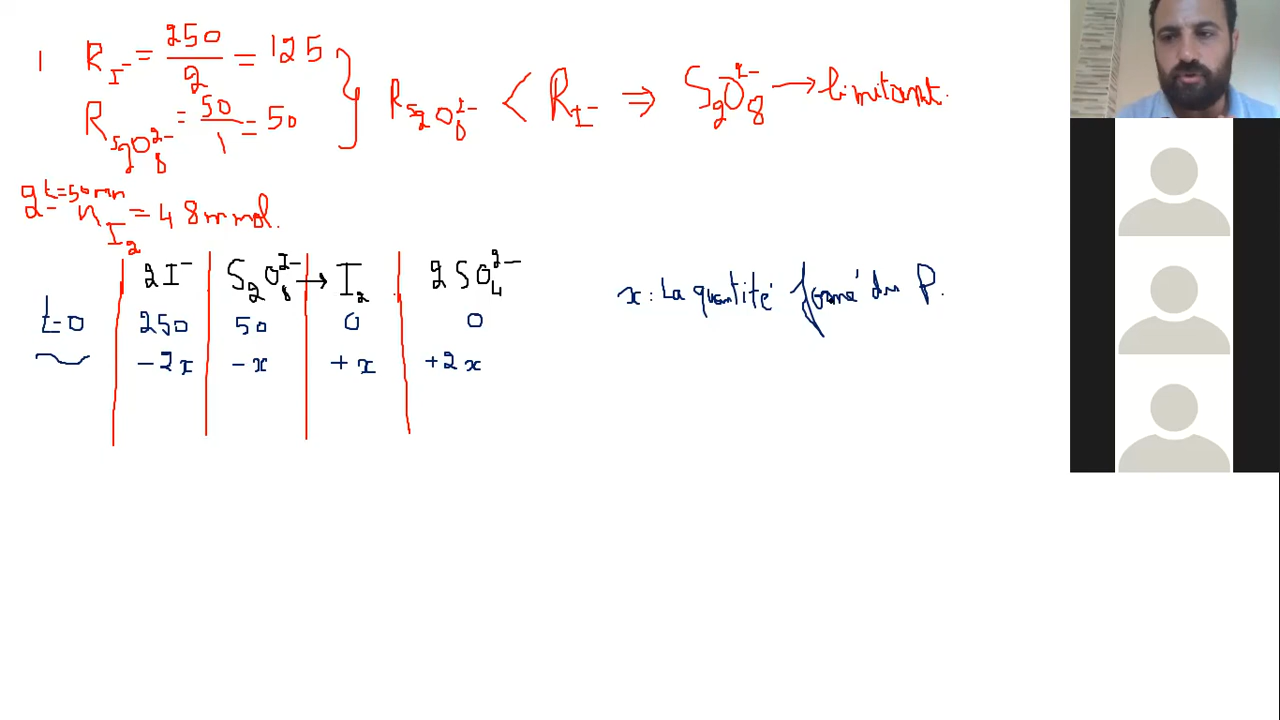 1 R_I⁻ = 250/2 = 125
R_S₂O₈²⁻ = 50/1 = 50
R_S₂O₈²⁻ < R_I⁻ ⇒ S₂O₈²⁻ → limitant.
2- t=50mn n_I₂ = 48 mmol.
2I⁻ | S₂O₈²⁻ → | I₂ | 2SO₄²⁻
t=0 | 250 | 50 | 0 | 0
~ | -2x | -x | +x | +2x
x : La quantité formé du P.